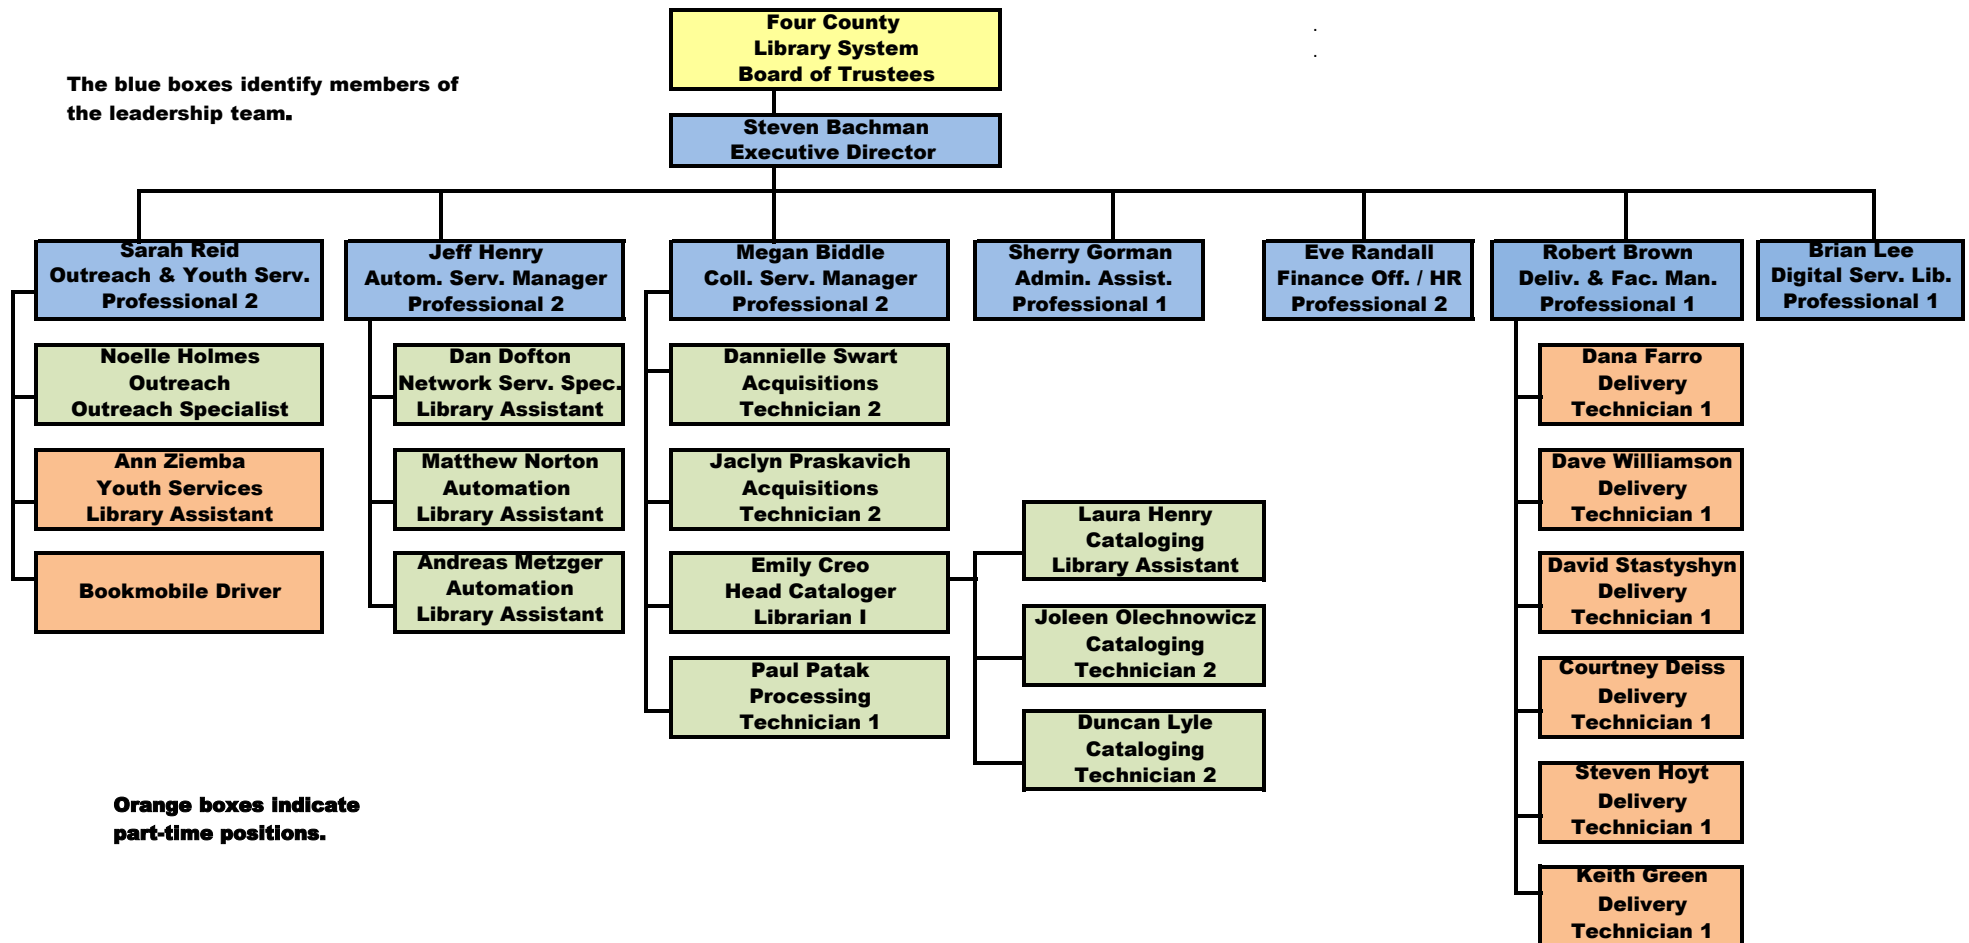 Four County
Library System
Board of Trustees
The blue boxes identify members of
the leadership team.
Steven Bachman
Executive Director
Sarah Reid
Outreach & Youth Serv.
Professional 2
Jeff Henry
Autom. Serv. Manager
Professional 2
Megan Biddle
Coll. Serv. Manager
Professional 2
Sherry Gorman
Admin. Assist.
Professional 1
Eve Randall
Finance Off. / HR
Professional 2
Robert Brown
Deliv. & Fac. Man.
Professional 1
Brian Lee
Digital Serv. Lib.
Professional 1
Noelle Holmes
Outreach
Outreach Specialist
Ann Ziemba
Youth Services
Library Assistant
Bookmobile Driver
Dan Dofton
Network Serv. Spec.
Library Assistant
Matthew Norton
Automation
Library Assistant
Andreas Metzger
Automation
Library Assistant
Dannielle Swart
Acquisitions
Technician 2
Jaclyn Praskavich
Acquisitions
Technician 2
Emily Creo
Head Cataloger
Librarian I
Paul Patak
Processing
Technician 1
Laura Henry
Cataloging
Library Assistant
Joleen Olechnowicz
Cataloging
Technician 2
Duncan Lyle
Cataloging
Technician 2
Dana Farro
Delivery
Technician 1
Dave Williamson
Delivery
Technician 1
David Stastyshyn
Delivery
Technician 1
Courtney Deiss
Delivery
Technician 1
Steven Hoyt
Delivery
Technician 1
Keith Green
Delivery
Technician 1
Orange boxes indicate
part-time positions.